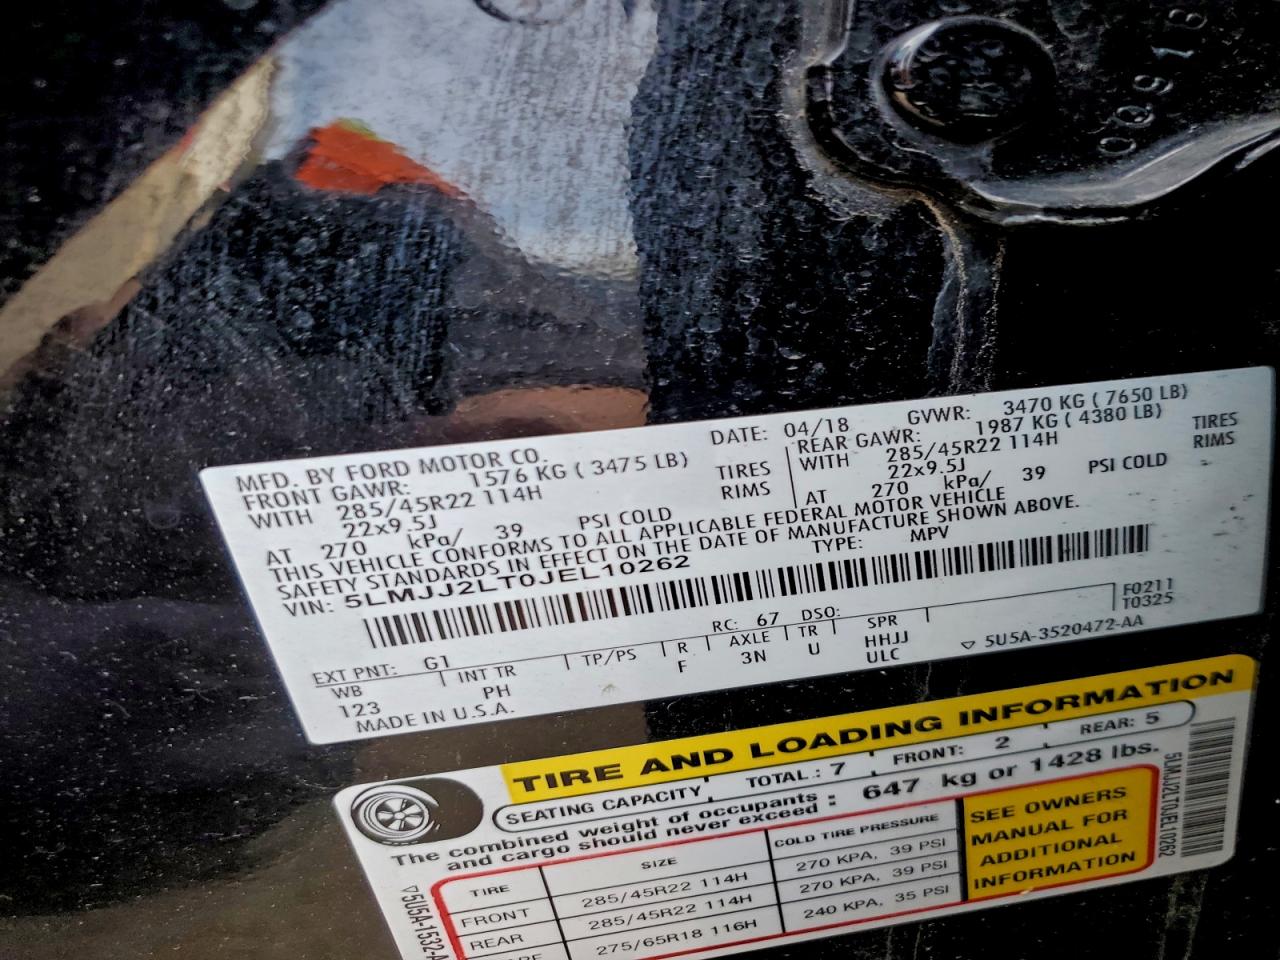 00918
MFD. BY FORD MOTOR CO.
DATE: 04/18 GVWR: 3470 KG ( 7650 LB)
FRONT GAWR: 1576 KG ( 3475 LB)
REAR GAWR: 1987 KG ( 4380 LB)
WITH 285/45R22 114H TIRES
WITH 285/45R22 114H TIRES
22x9.5J RIMS
22x9.5J RIMS
AT 270 kPa/ 39 PSI COLD
AT 270 kPa/ 39 PSI COLD
THIS VEHICLE CONFORMS TO ALL APPLICABLE FEDERAL MOTOR VEHICLE
SAFETY STANDARDS IN EFFECT ON THE DATE OF MANUFACTURE SHOWN ABOVE.
VIN: 5LMJJ2LT0JEL10262 TYPE: MPV
EXT PNT: G1 RC: 67 DSO: F0211
T0325
WB INT TR TP/PS R AXLE TR SPR
123 PH F 3N U HHJJ
ULC
MADE IN U.S.A. ▽ 5U5A-3520472-AA
TIRE AND LOADING INFORMATION
SEATING CAPACITY TOTAL : 7 FRONT: 2 REAR: 5
The combined weight of occupants : 647 kg or 1428 lbs.
and cargo should never exceed :
TIRE SIZE COLD TIRE PRESSURE
FRONT 285/45R22 114H 270 KPA, 39 PSI
REAR 285/45R22 114H 270 KPA, 39 PSI
275/65R18 116H 240 KPA, 35 PSI
SEE OWNERS
MANUAL FOR
ADDITIONAL
INFORMATION
5LMJJ2LT0JEL10262
▽5U5A-1532-